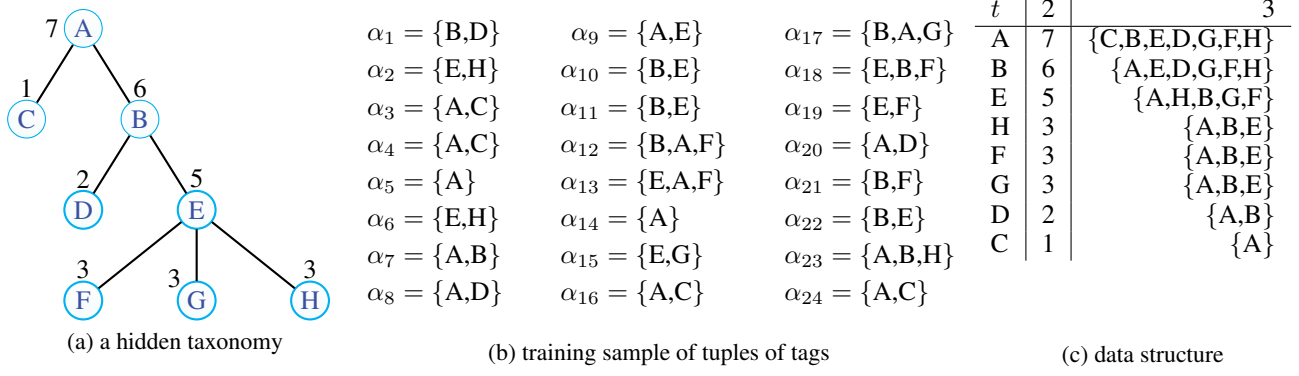 7 A
1 C
6 B
2 D
5 E
3 F
3 G
3 H
(a) a hidden taxonomy
α₁ = {B,D} α₉ = {A,E} α₁₇ = {B,A,G}
α₂ = {E,H} α₁₀ = {B,E} α₁₈ = {E,B,F}
α₃ = {A,C} α₁₁ = {B,E} α₁₉ = {E,F}
α₄ = {A,C} α₁₂ = {B,A,F} α₂₀ = {A,D}
α₅ = {A} α₁₃ = {E,A,F} α₂₁ = {B,F}
α₆ = {E,H} α₁₄ = {A} α₂₂ = {B,E}
α₇ = {A,B} α₁₅ = {E,G} α₂₃ = {A,B,H}
α₈ = {A,D} α₁₆ = {A,C} α₂₄ = {A,C}
(b) training sample of tuples of tags
t 2 3
A 7 {C,B,E,D,G,F,H}
B 6 {A,E,D,G,F,H}
E 5 {A,H,B,G,F}
H 3 {A,B,E}
F 3 {A,B,E}
G 3 {A,B,E}
D 2 {A,B}
C 1 {A}
(c) data structure